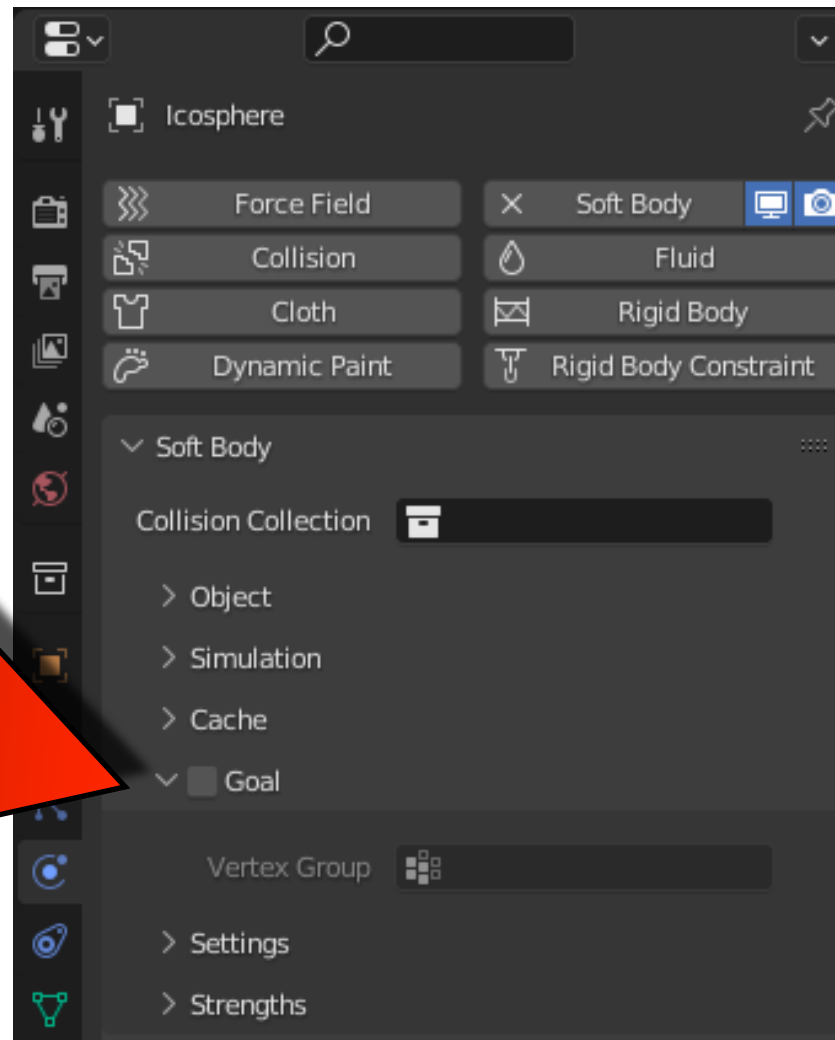 Icosphere
Force Field
Soft Body
Collision
Fluid
Cloth
Rigid Body
Dynamic Paint
Rigid Body Constraint
Soft Body
Collision Collection
Object
Simulation
Cache
Goal
Vertex Group
Settings
Strengths